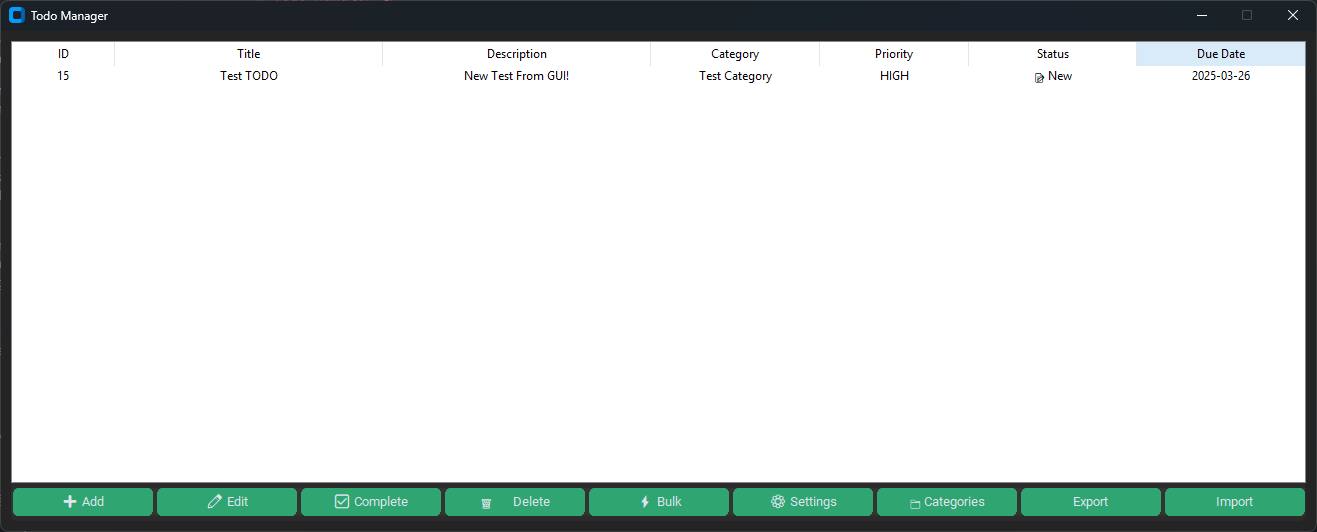 Todo Manager
ID Title Description Category Priority Status Due Date
15 Test TODO New Test From GUI! Test Category HIGH New 2025-03-26
Add Edit Complete Delete Bulk Settings Categories Export Import